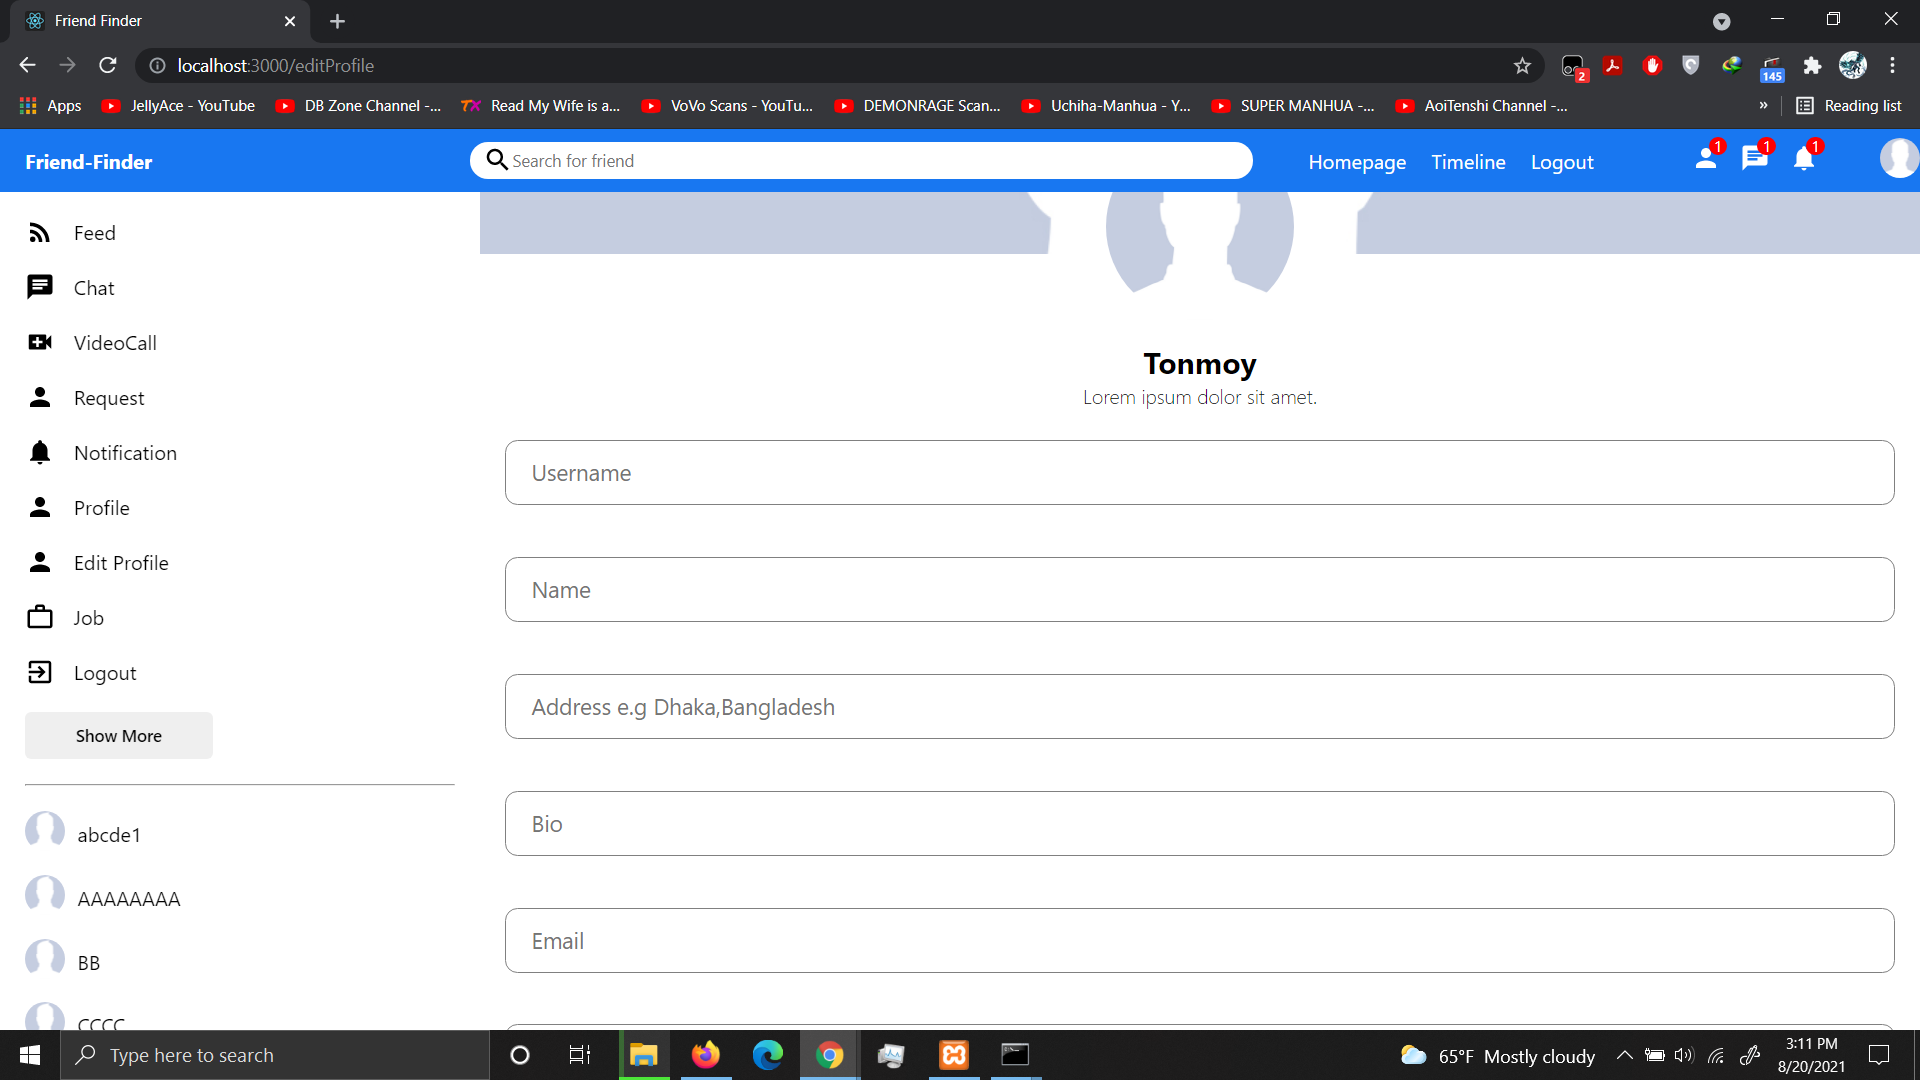 Friend Finder
localhost:3000/editProfile
2
145
Apps JellyAce - YouTube DB Zone Channel -... TX Read My Wife is a... VoVo Scans - YouTu... DEMONRAGE Scan... Uchiha-Manhua - Y... SUPER MANHUA -... AoiTenshi Channel -... » Reading list
Friend-Finder Search for friend Homepage Timeline Logout 1 1 1
Feed
Chat
VideoCall
Request
Notification
Profile
Edit Profile
Job
Logout
Show More
abcde1
AAAAAAAA
BB
CCCC
Tonmoy
Lorem ipsum dolor sit amet.
Username
Name
Address e.g Dhaka,Bangladesh
Bio
Email
Type here to search
65°F Mostly cloudy
3:11 PM
8/20/2021